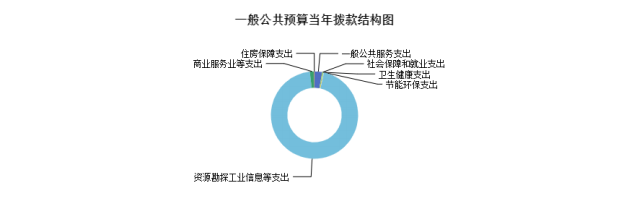 一般公共预算当年拨款结构图
住房保障支出
一般公共服务支出
商业服务业等支出
社会保障和就业支出
卫生健康支出
节能环保支出
资源勘探工业信息等支出